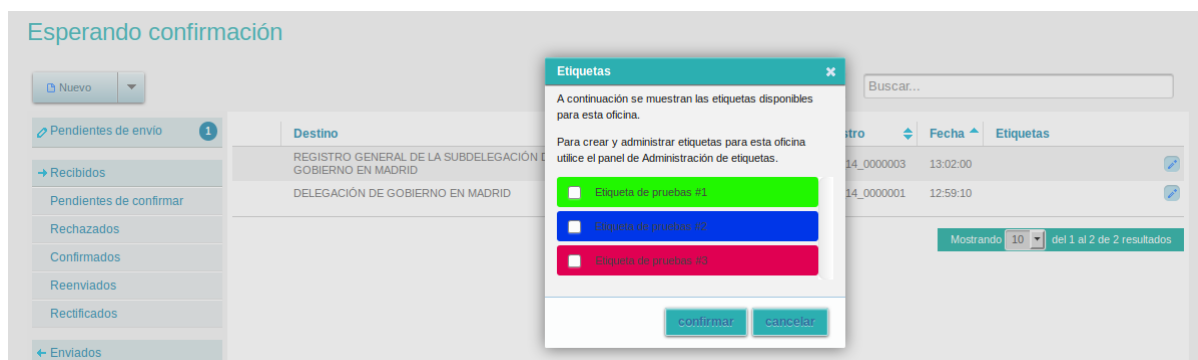 Esperando confirmación
Nuevo
Buscar...
Pendientes de envío 1
Recibidos
Pendientes de confirmar
Rechazados
Confirmados
Reenviados
Rectificados
Enviados
Destino
stro Fecha Etiquetas
REGISTRO GENERAL DE LA SUBDELEGACIÓN D
GOBIERNO EN MADRID
14_0000003 13:02:00
DELEGACIÓN DE GOBIERNO EN MADRID
14_0000001 12:59:10
Mostrando 10 del 1 al 2 de 2 resultados
Etiquetas
A continuación se muestran las etiquetas disponibles
para esta oficina.
Para crear y administrar etiquetas para esta oficina
utilice el panel de Administración de etiquetas.
Etiqueta de pruebas #1
Etiqueta de pruebas #2
Etiqueta de pruebas #3
confirmar cancelar